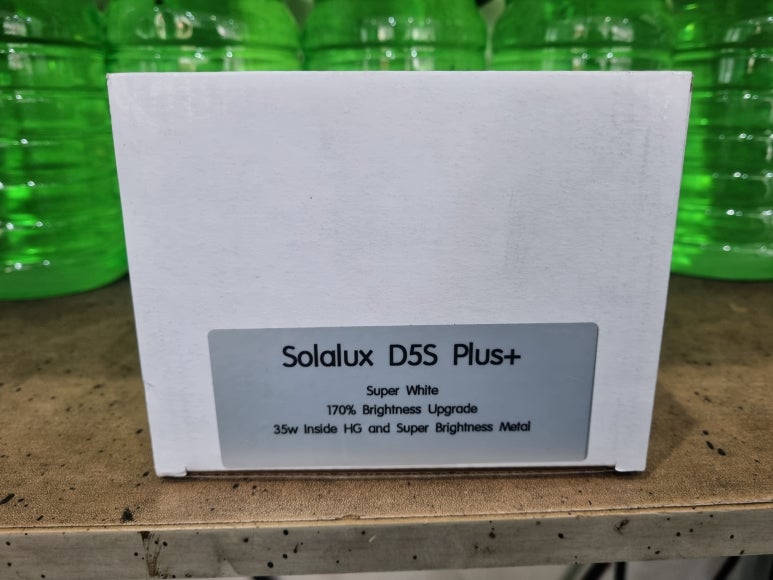 Solalux D5S Plus+
Super White
170% Brightness Upgrade
35w Inside HG and Super Brightness Metal